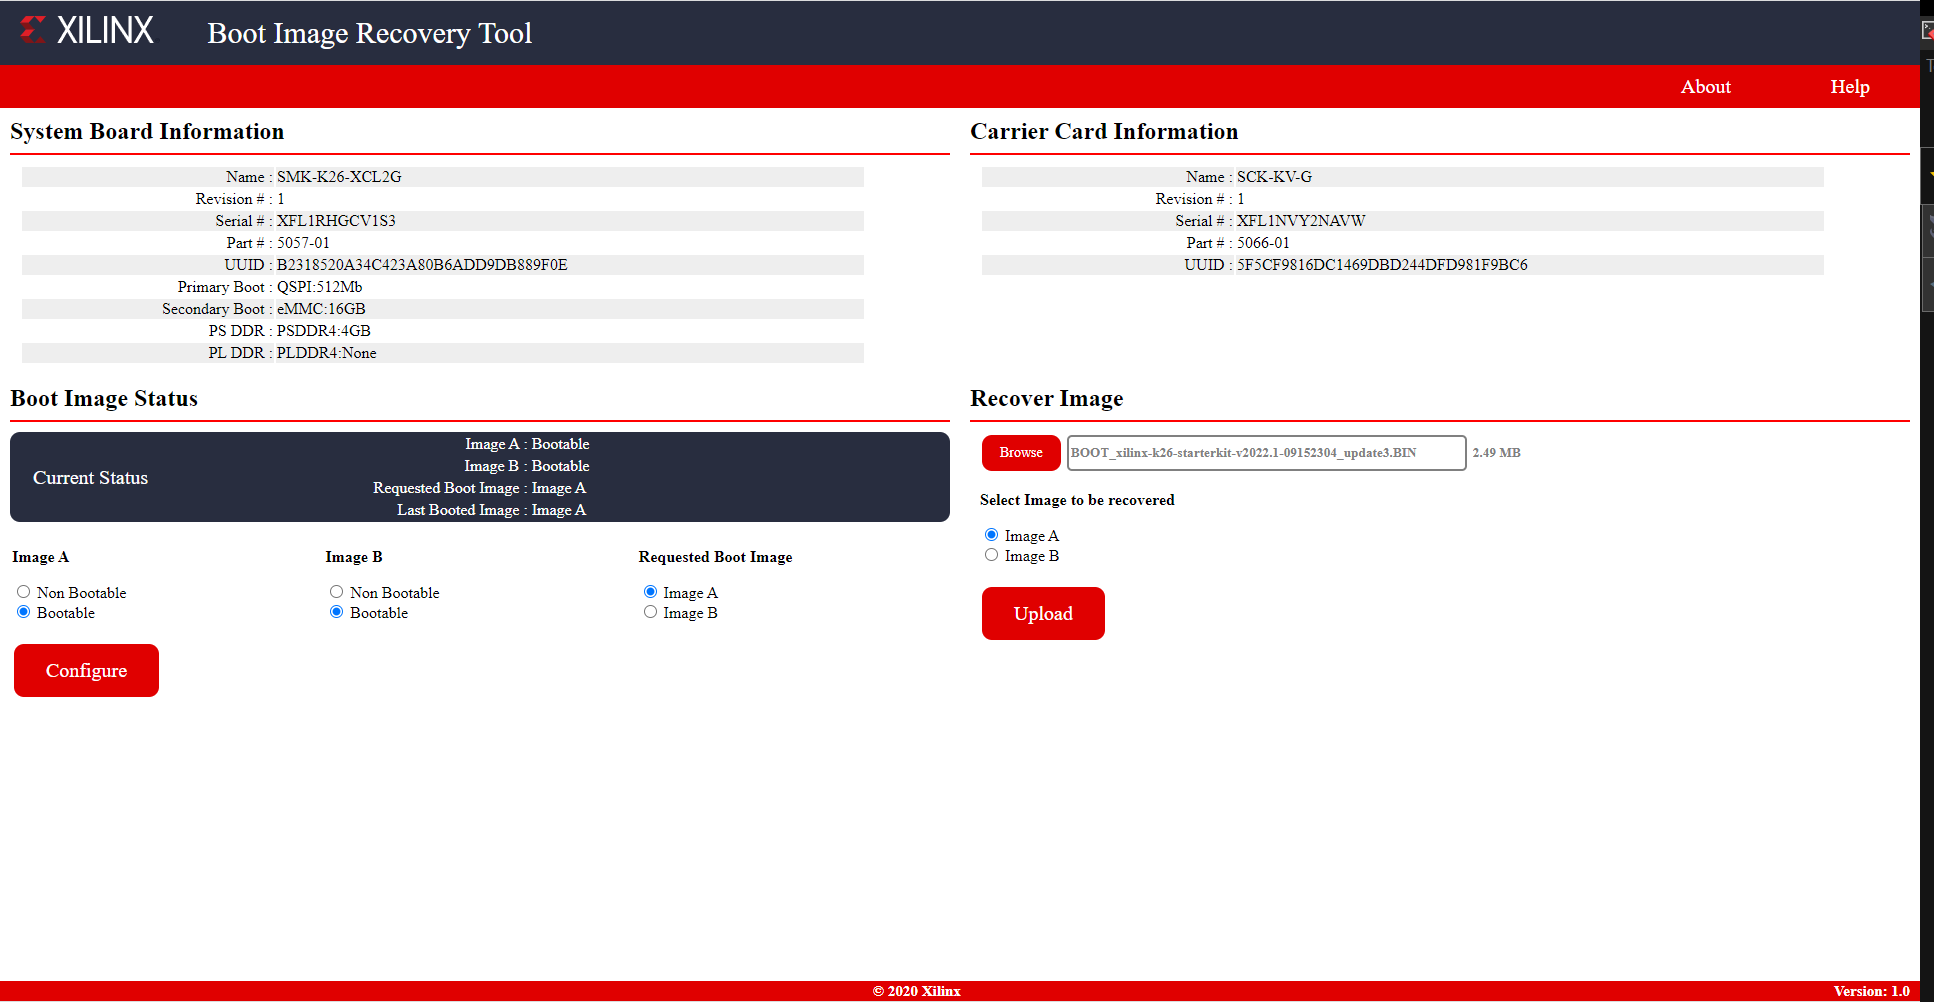 XILINX Boot Image Recovery Tool
About Help
System Board Information
Name : SMK-K26-XCL2G
Revision # : 1
Serial # : XFL1RHGCV1S3
Part # : 5057-01
UUID : B2318520A34C423A80B6ADD9DB889F0E
Primary Boot : QSPI:512Mb
Secondary Boot : eMMC:16GB
PS DDR : PSDDR4:4GB
PL DDR : PLDDR4:None
Carrier Card Information
Name : SCK-KV-G
Revision # : 1
Serial # : XFL1NVY2NAVW
Part # : 5066-01
UUID : 5F5CF9816DC1469DBD244DFD981F9BC6
Boot Image Status
Current Status
Image A : Bootable
Image B : Bootable
Requested Boot Image : Image A
Last Booted Image : Image A
Image A
Non Bootable
Bootable
Image B
Non Bootable
Bootable
Requested Boot Image
Image A
Image B
Configure
Recover Image
Browse BOOT_xilinx-k26-starterkit-v2022.1-09152304_update3.BIN 2.49 MB
Select Image to be recovered
Image A
Image B
Upload
© 2020 Xilinx
Version: 1.0